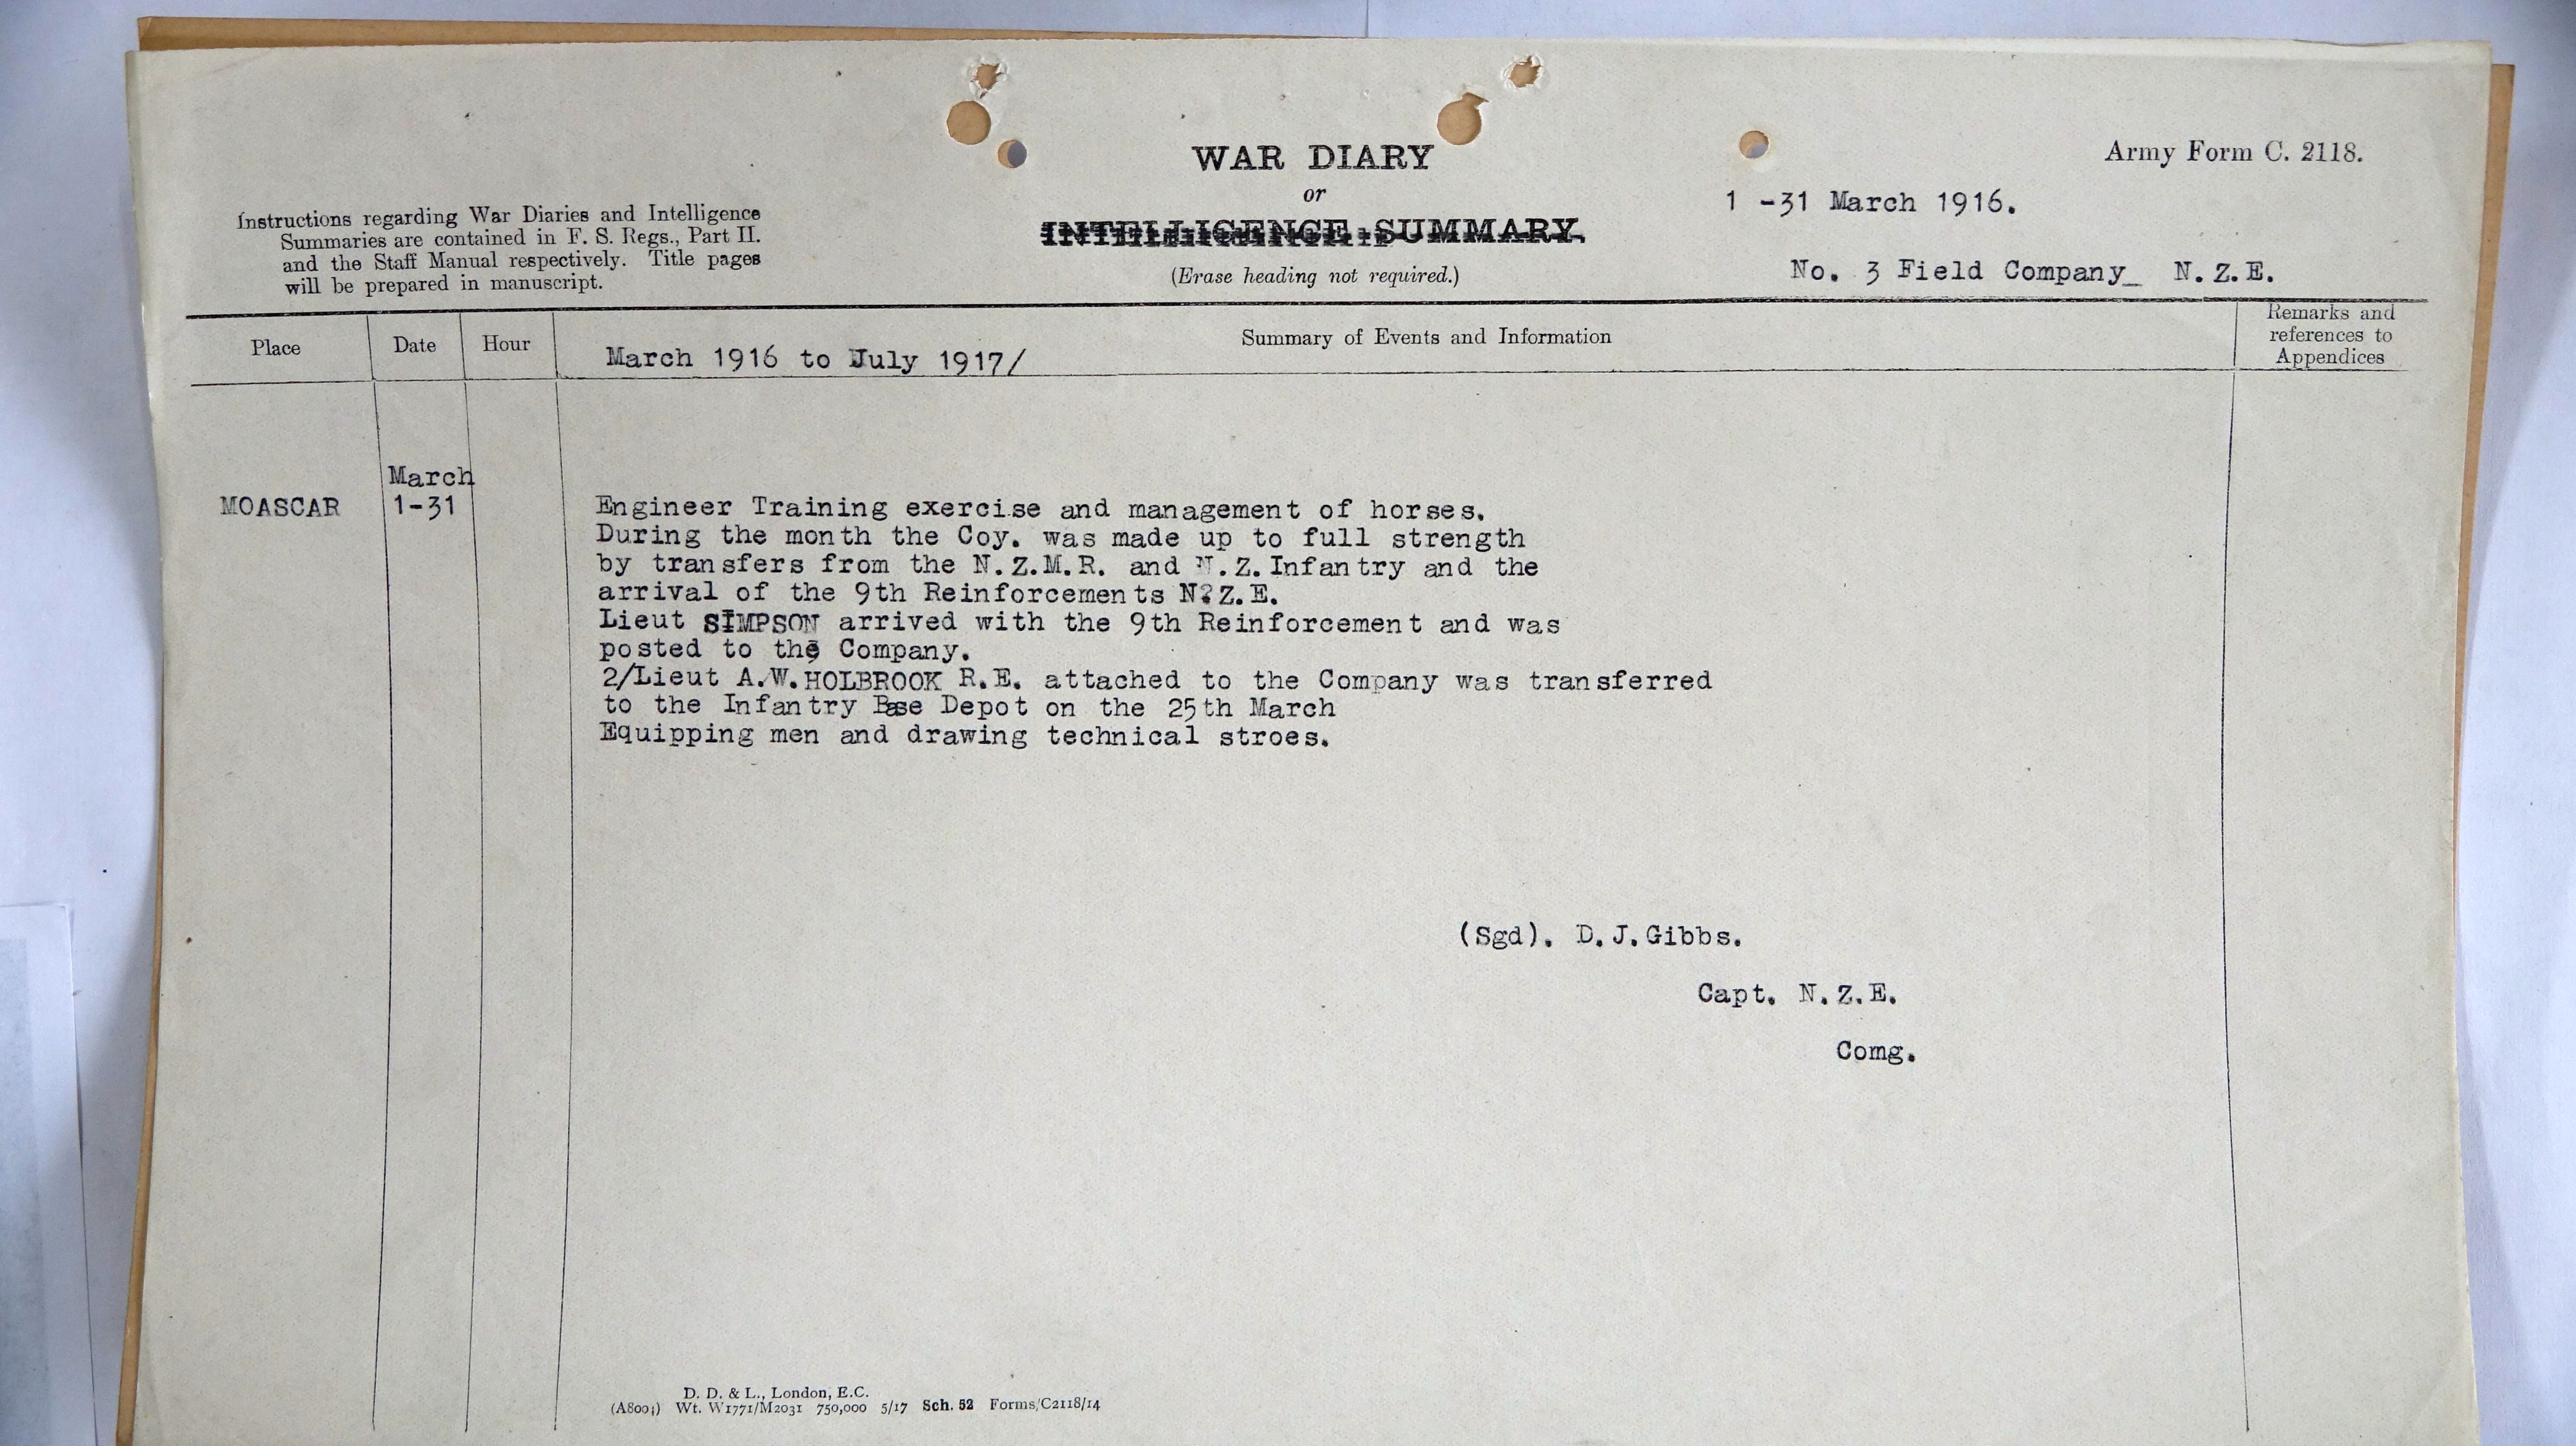 Army Form C. 2118.
WAR DIARY
or
INTELLIGENCE SUMMARY.
(Erase heading not required.)
1 -31 March 1916.
No. 3 Field Company_ N.Z.E.
Instructions regarding War Diaries and Intelligence
Summaries are contained in F. S. Regs., Part II.
and the Staff Manual respectively. Title pages
will be prepared in manuscript.
Place
Date
Hour
Summary of Events and Information
March 1916 to July 1917/
Remarks and
references to
Appendices
March
MOASCAR 1-31
Engineer Training exercise and management of horses.
During the month the Coy. was made up to full strength
by transfers from the N.Z.M.R. and N.Z.Infantry and the
arrival of the 9th Reinforcements N?Z.E.
Lieut SIMPSON arrived with the 9th Reinforcement and was
posted to the Company.
2/Lieut A.W.HOLBROOK R.E. attached to the Company was transferred
to the Infantry Base Depot on the 25th March
Equipping men and drawing technical stroes.
(Sgd). D.J.Gibbs.
Capt. N.Z.E.
Comg.
D. D. & L., London, E.C.
Wt. W1771/M2031 750,000 5/17 Sch. 52 Forms/C2118/14